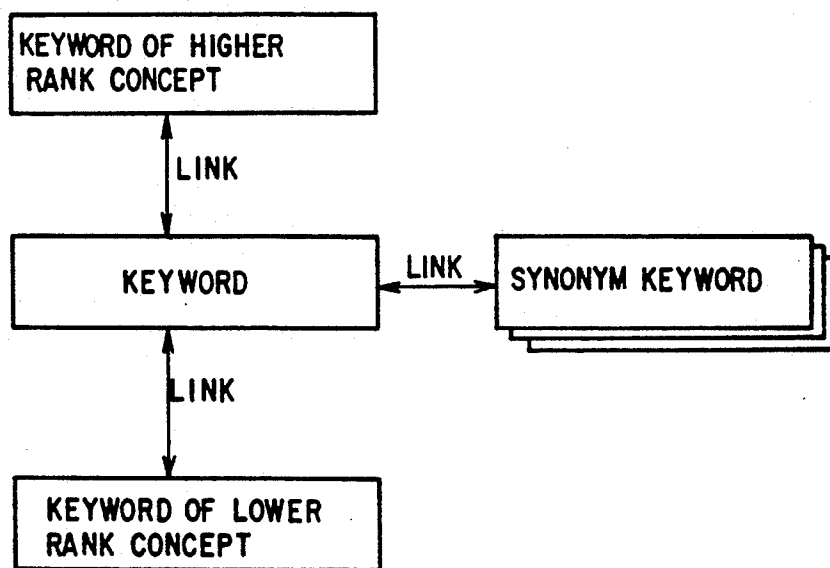 KEYWORD OF HIGHER
RANK CONCEPT
LINK
KEYWORD
LINK
SYNONYM KEYWORD
LINK
KEYWORD OF LOWER
RANK CONCEPT